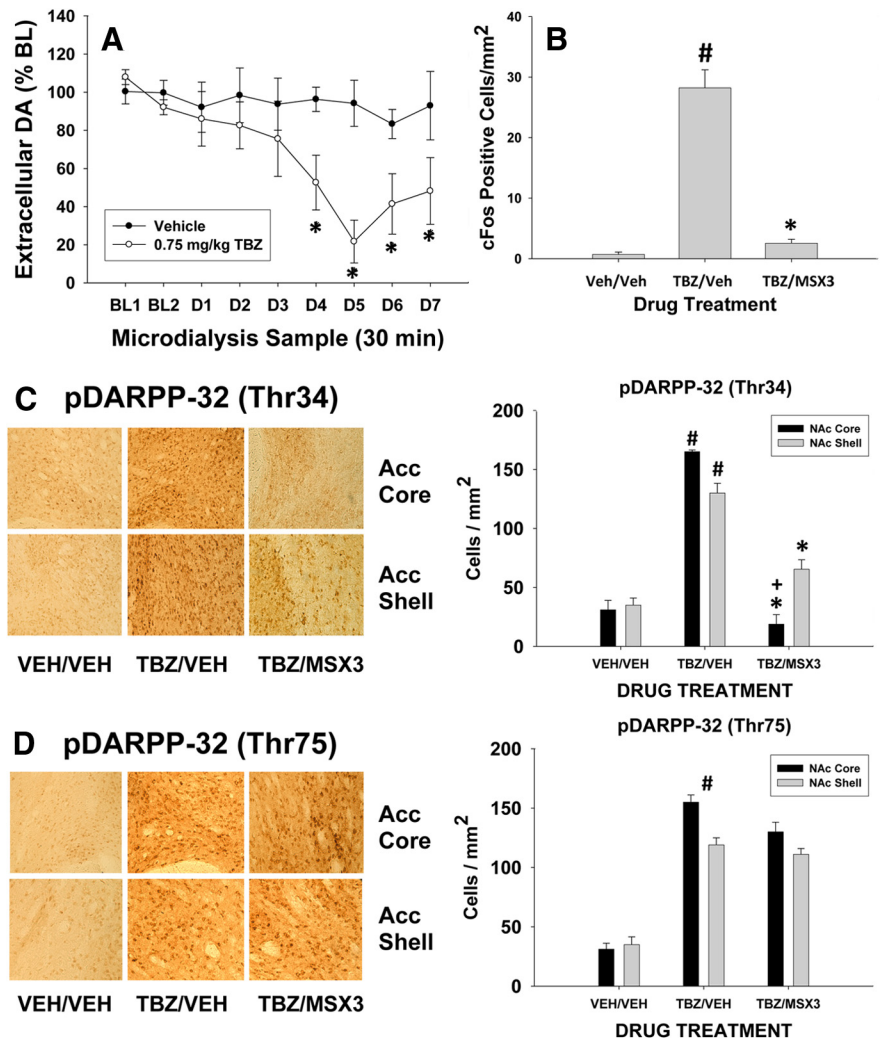 A
140
120
100
80
60
40
20
0
Extracellular DA (% BL)
Vehicle
0.75 mg/kg TBZ
*
*
*
*
BL1 BL2 D1 D2 D3 D4 D5 D6 D7
Microdialysis Sample (30 min)
B
40
30
20
10
0
cFos Positive Cells/mm2
#
*
Veh/Veh TBZ/Veh TBZ/MSX3
Drug Treatment
C pDARPP-32 (Thr34)
Acc
Core
Acc
Shell
VEH/VEH TBZ/VEH TBZ/MSX3
pDARPP-32 (Thr34)
200
150
100
50
0
Cells / mm2
NAc Core
NAc Shell
# #
+
* *
VEH/VEH TBZ/VEH TBZ/MSX3
DRUG TREATMENT
D pDARPP-32 (Thr75)
Acc
Core
Acc
Shell
VEH/VEH TBZ/VEH TBZ/MSX3
pDARPP-32 (Thr75)
200
150
100
50
0
Cells / mm2
NAc Core
NAc Shell
#
VEH/VEH TBZ/VEH TBZ/MSX3
DRUG TREATMENT